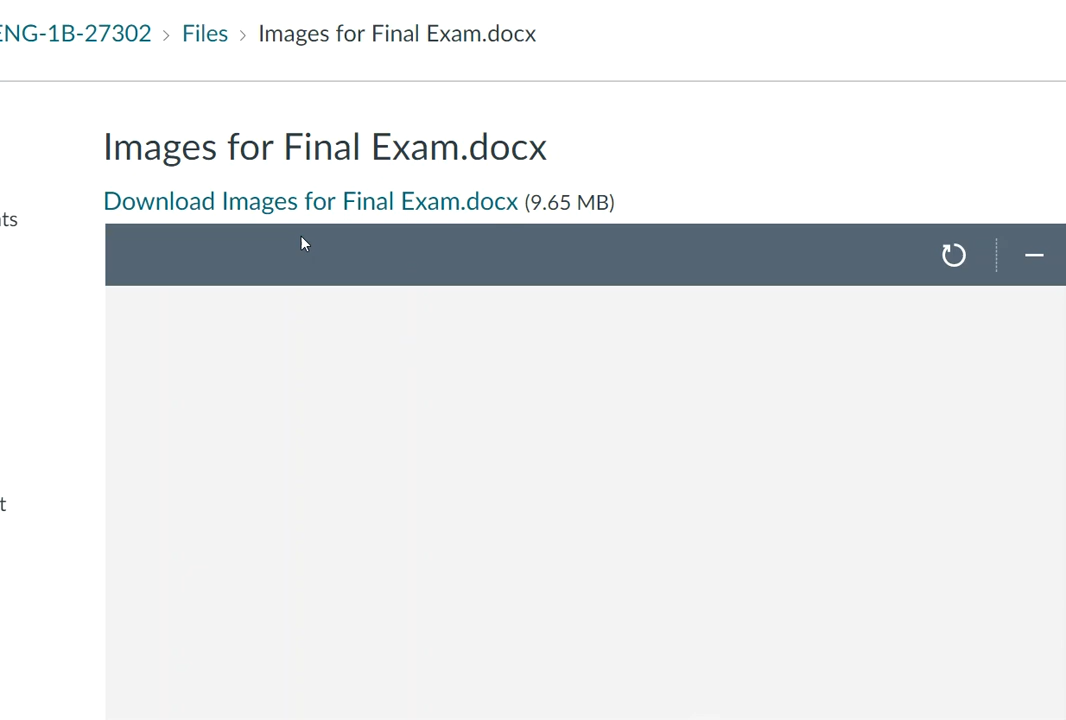 ENG-1B-27302 > Files > Images for Final Exam.docx
Images for Final Exam.docx
Download Images for Final Exam.docx (9.65 MB)
nts
t